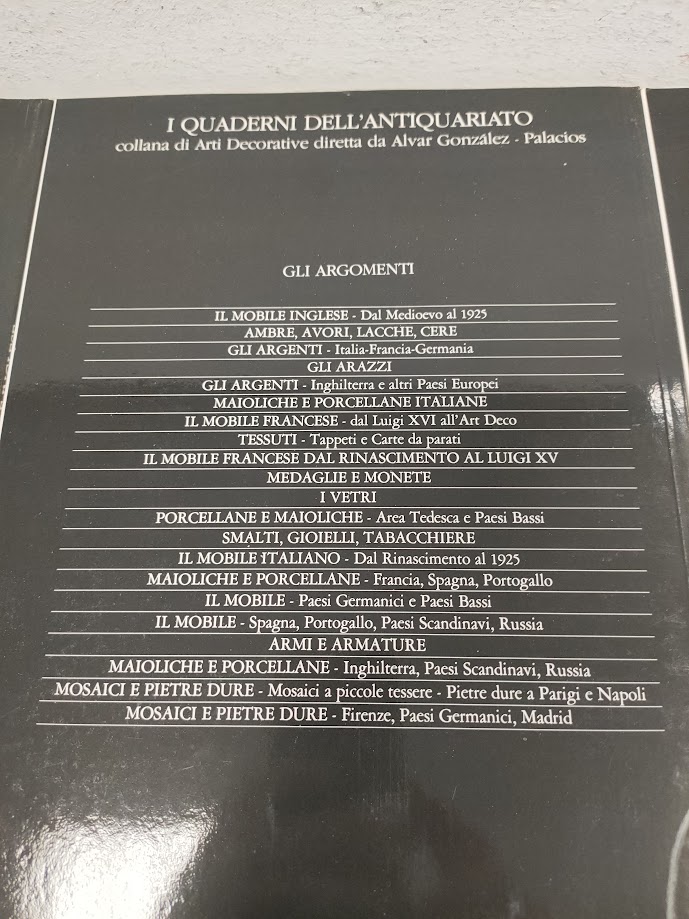 I QUADERNI DELL'ANTIQUARIATO
collana di Arti Decorative diretta da Alvar González - Palacios
GLI ARGOMENTI
IL MOBILE INGLESE - Dal Medioevo al 1925
AMBRE, AVORI, LACCHE, CERE
GLI ARGENTI - Italia-Francia-Germania
GLI ARAZZI
GLI ARGENTI - Inghilterra e altri Paesi Europei
MAIOLICHE E PORCELLANE ITALIANE
IL MOBILE FRANCESE - dal Luigi XVI all'Art Deco
TESSUTI - Tappeti e Carte da parati
IL MOBILE FRANCESE DAL RINASCIMENTO AL LUIGI XV
MEDAGLIE E MONETE
I VETRI
PORCELLANE E MAIOLICHE - Area Tedesca e Paesi Bassi
SMALTI, GIOIELLI, TABACCHIERE
IL MOBILE ITALIANO - Dal Rinascimento al 1925
MAIOLICHE E PORCELLANE - Francia, Spagna, Portogallo
IL MOBILE - Paesi Germanici e Paesi Bassi
IL MOBILE - Spagna, Portogallo, Paesi Scandinavi, Russia
ARMI E ARMATURE
MAIOLICHE E PORCELLANE - Inghilterra, Paesi Scandinavi, Russia
MOSAICI E PIETRE DURE - Mosaici a piccole tessere - Pietre dure a Parigi e Napoli
MOSAICI E PIETRE DURE - Firenze, Paesi Germanici, Madrid